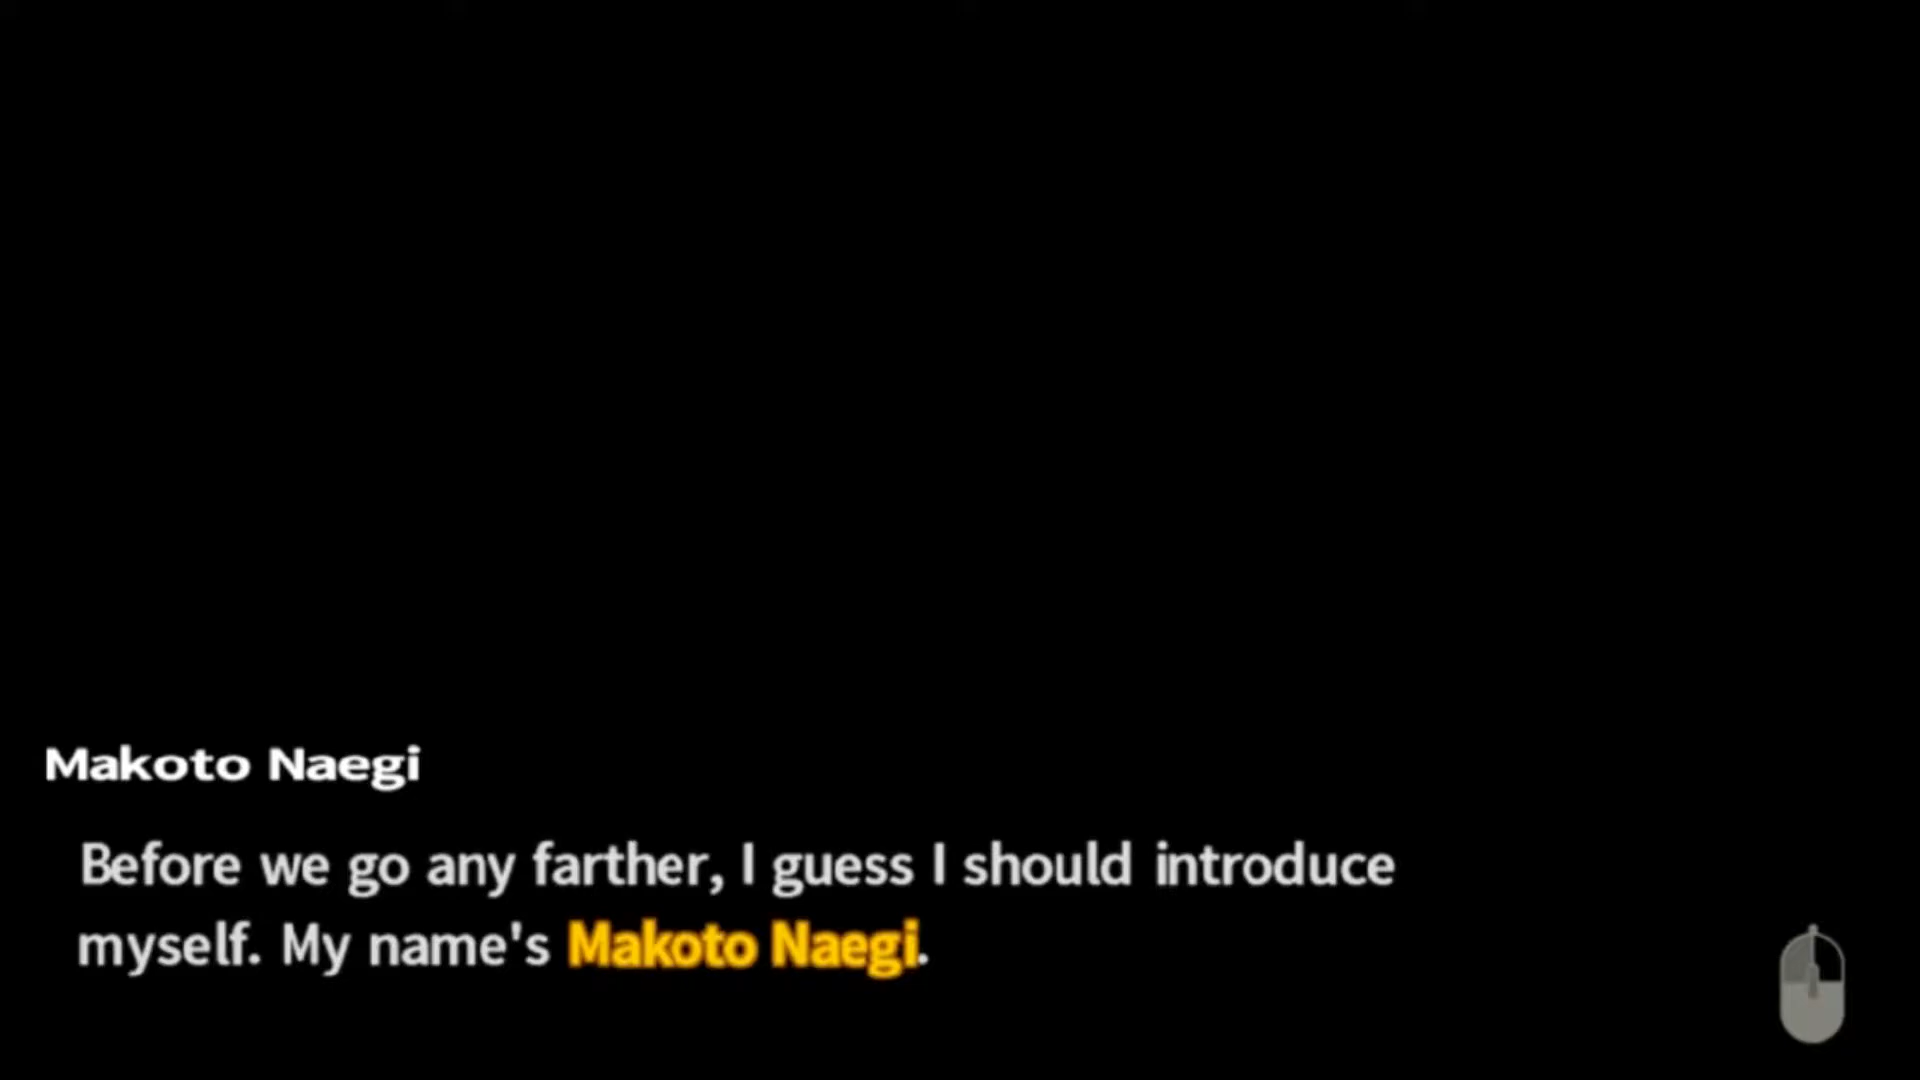 Makoto Naegi
Before we go any farther, I guess I should introduce
myself. My name's Makoto Naegi.